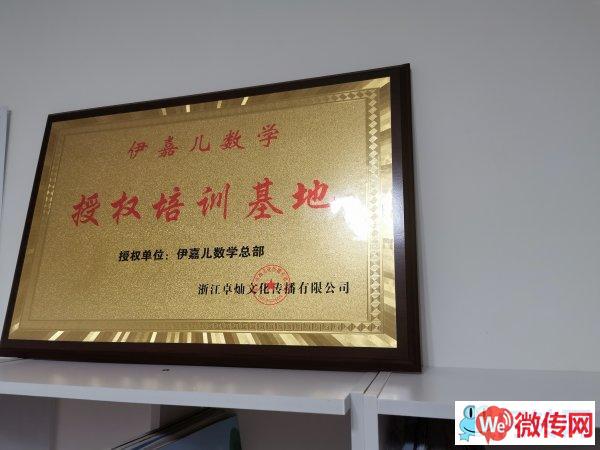 伊嘉儿数学
授权培训基地
授权单位：伊嘉儿数学总部
浙江卓灿文化传播有限公司
We
微传网